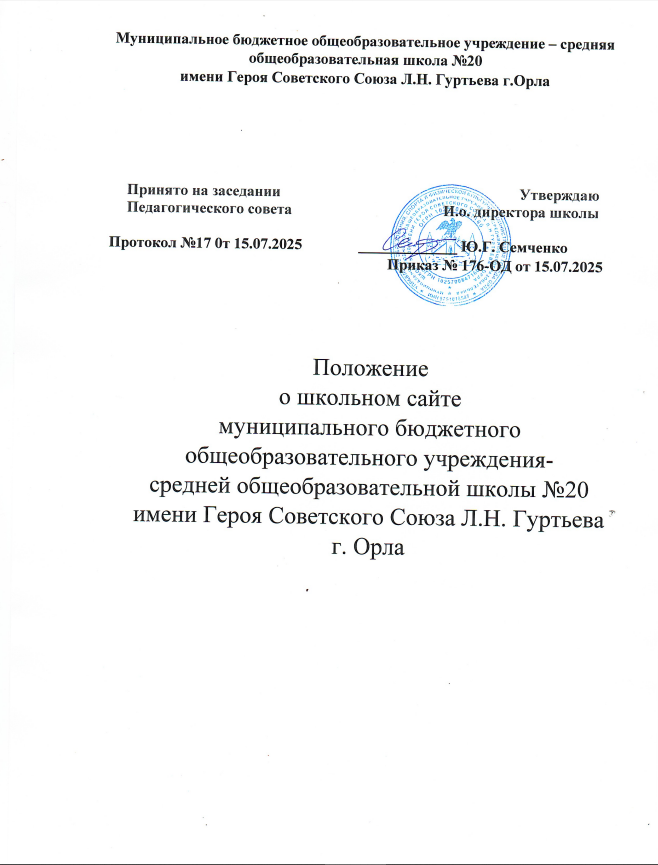 Муниципальное бюджетное общеобразовательное учреждение – средняя
общеобразовательная школа №20
имени Героя Советского Союза Л.Н. Гуртьева г.Орла
Принято на заседании
Педагогического совета
Протокол №17 0т 15.07.2025
Утверждаю
И.о. директора школы
Ю.Г. Семченко
Приказ № 176-ОД от 15.07.2025
Положение
о школьном сайте
муниципального бюджетного
общеобразовательного учреждения-
средней общеобразовательной школы №20
имени Героя Советского Союза Л.Н. Гуртьева
г. Орла